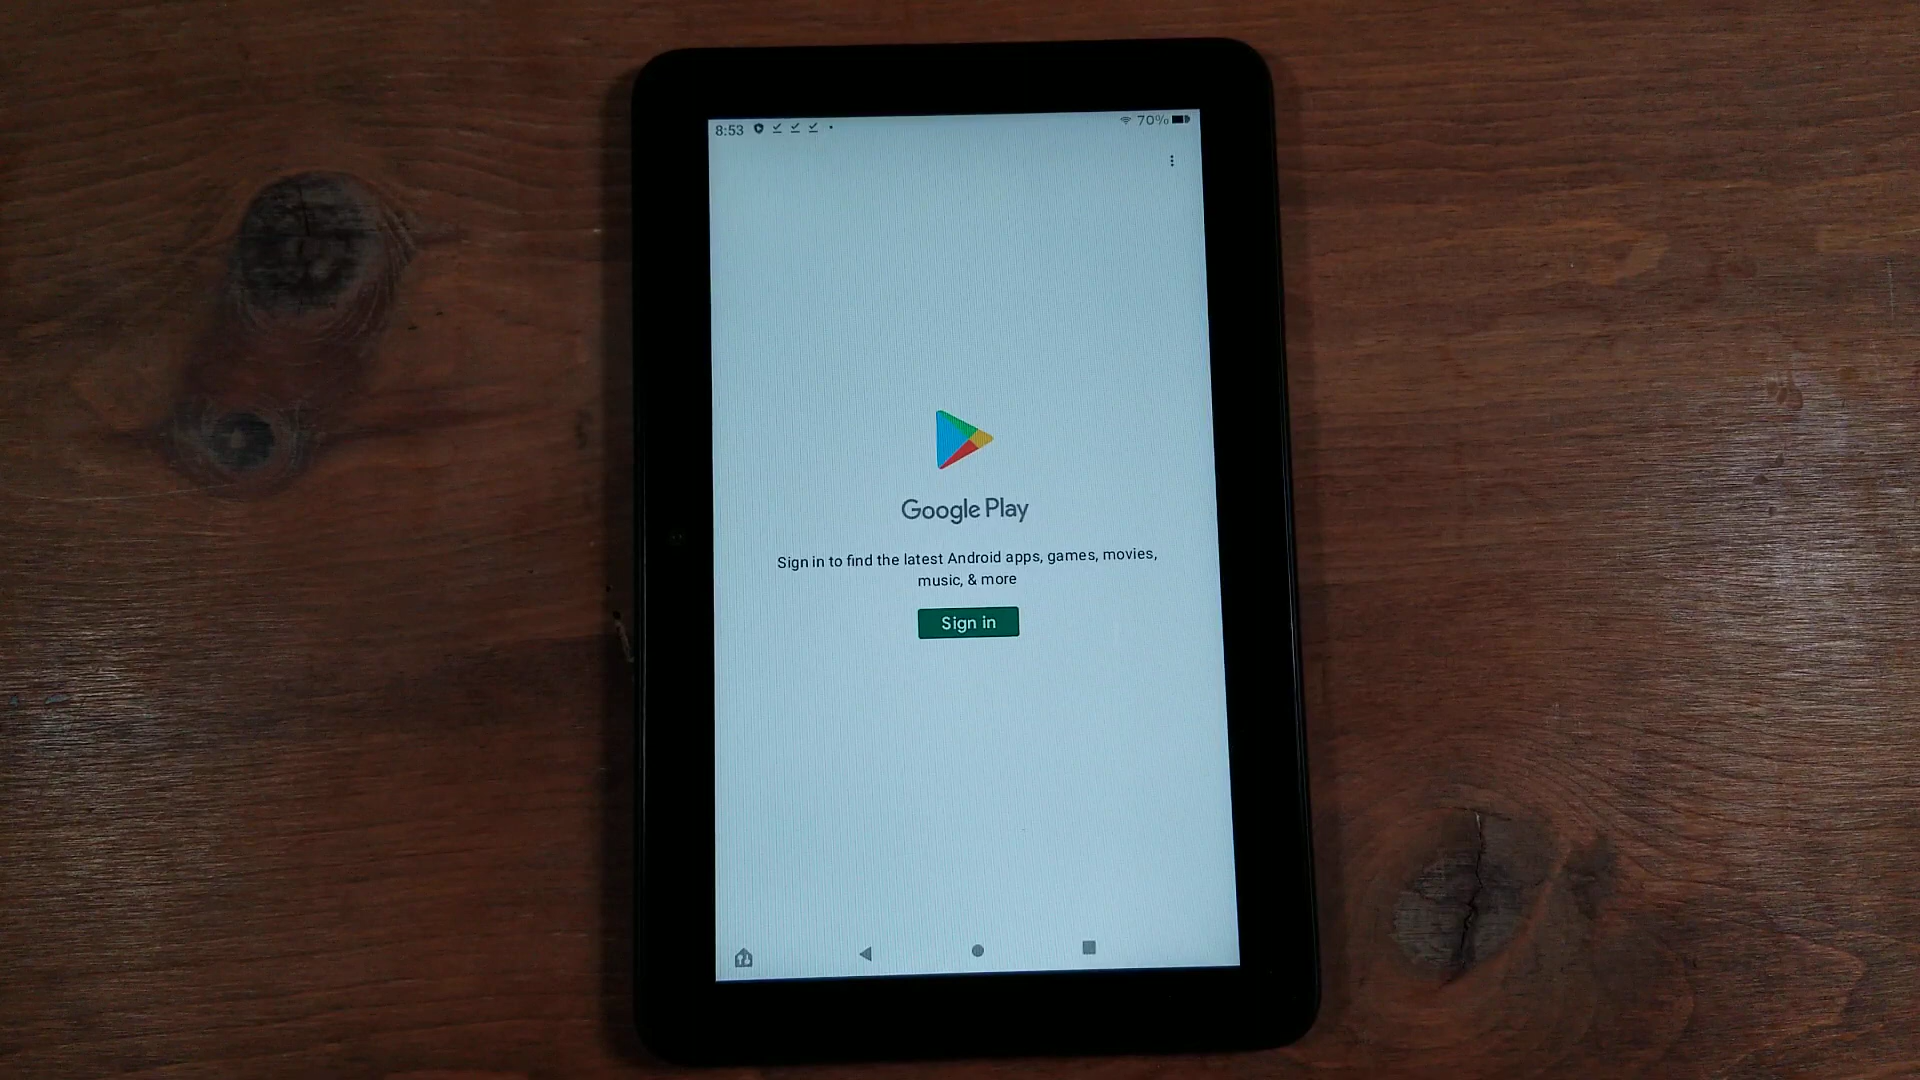 8:53
70%
Google Play
Sign in to find the latest Android apps, games, movies,
music, & more
Sign in